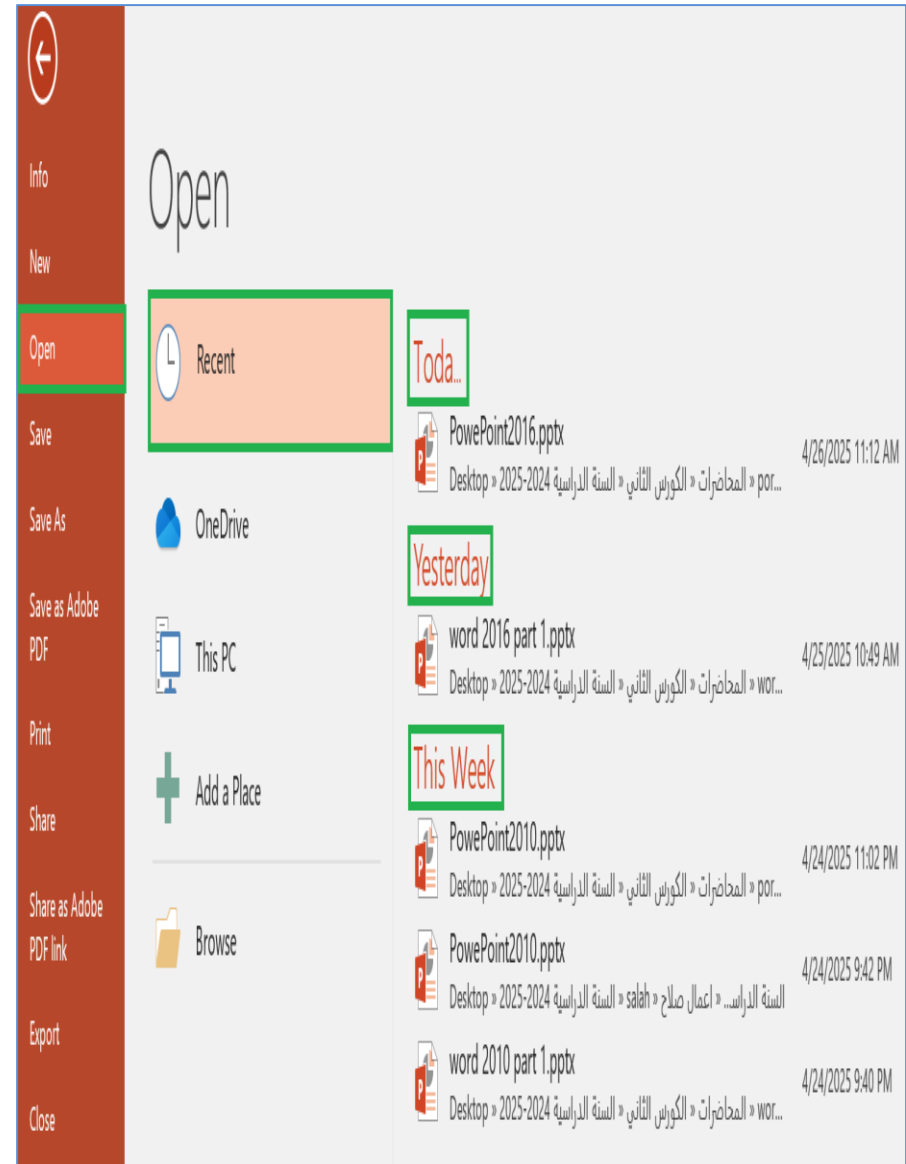 Info
New
Open
Save
Save As
Save as Adobe
PDF
Print
Share
Share as Adobe
PDF link
Export
Close
Open
Recent
OneDrive
This PC
Add a Place
Browse
Toda...
PowePoint2016.pptx
4/26/2025 11:12 AM
Desktop » 2025-2024 السنة الدراسية » الكورس الثاني » المحاضرات » por...
Yesterday
word 2016 part 1.pptx
4/25/2025 10:49 AM
Desktop » 2025-2024 السنة الدراسية » الكورس الثاني » المحاضرات » wor...
This Week
PowePoint2010.pptx
4/24/2025 11:02 PM
Desktop » 2025-2024 السنة الدراسية » الكورس الثاني » المحاضرات » por...
PowePoint2010.pptx
4/24/2025 9:42 PM
Desktop » 2025-2024 السنة الدراسية » salah » اعمال صلاح » السنة الدراسـ...
word 2010 part 1.pptx
4/24/2025 9:40 PM
Desktop » 2025-2024 السنة الدراسية » الكورس الثاني » المحاضرات » wor...